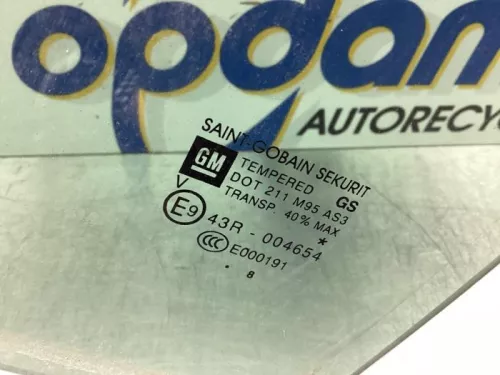 opdam
AUTORECYC
SAINT-GOBAIN SEKURIT
GM
TEMPERED GS
DOT 211 M95 AS3
TRANSP. 40% MAX
V
E9 43R - 004654 *
CCC E000191
. 8